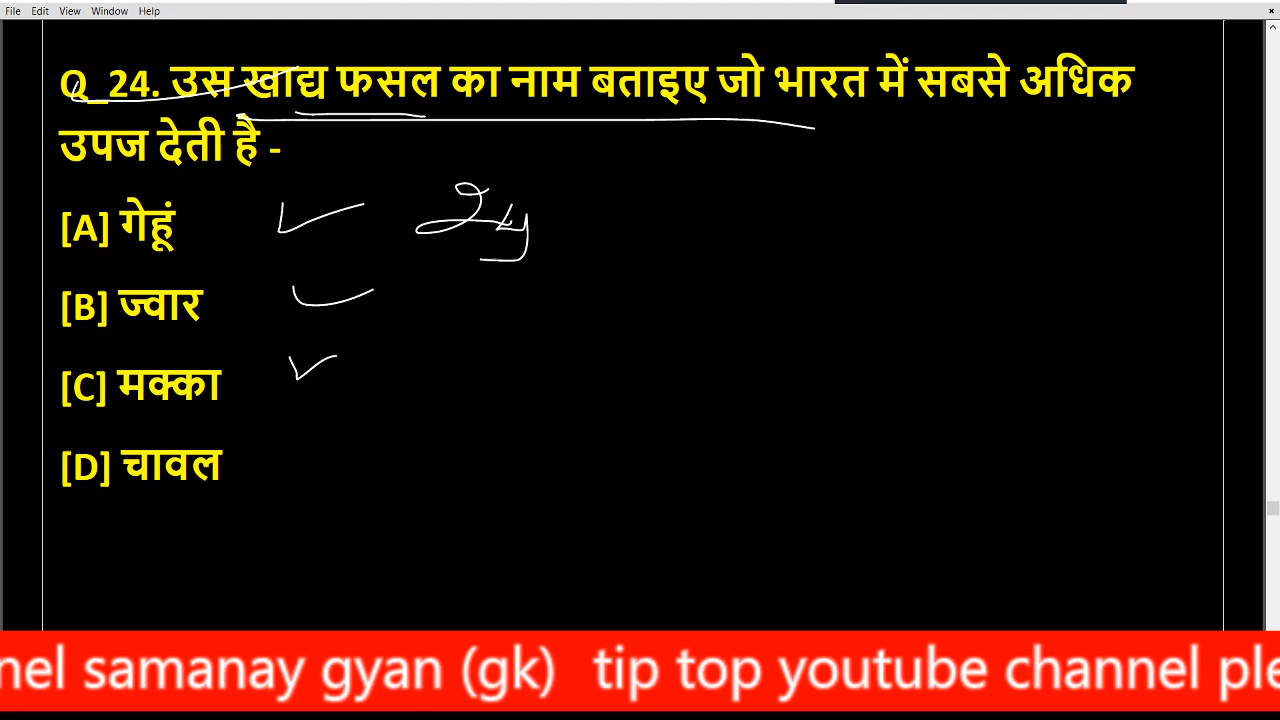 File Edit View Window Help
Q_24. उस खाद्य फसल का नाम बताइए जो भारत में सबसे अधिक
उपज देती है -
[A] गेहूं
24
[B] ज्वार
[C] मक्का
[D] चावल
nel samanay gyan (gk) tip top youtube channel ple